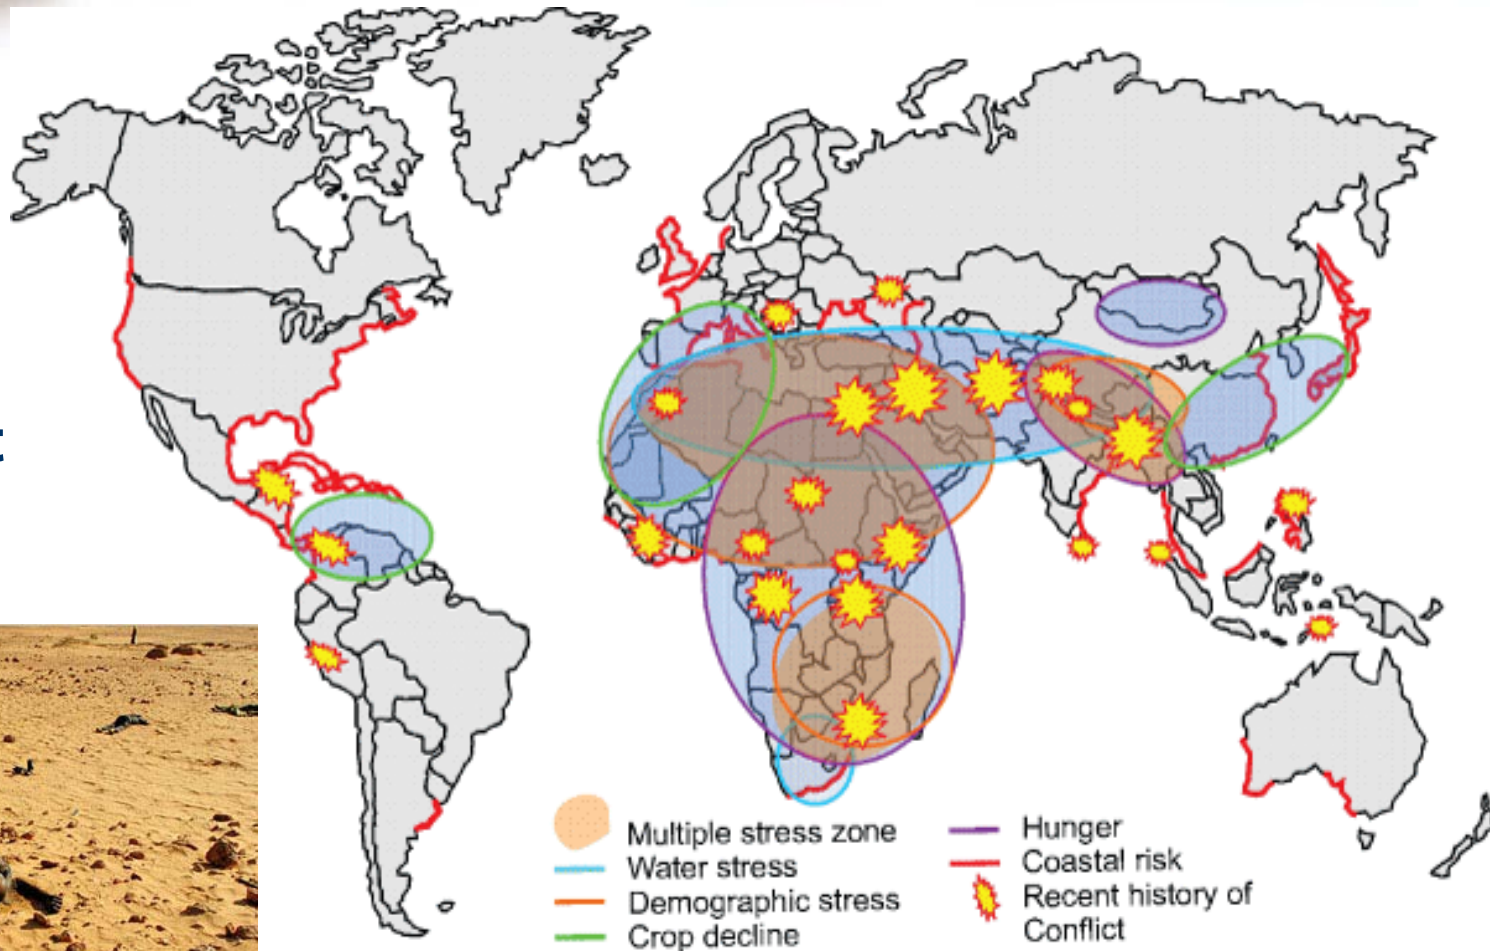 Multiple stress zone
Water stress
Demographic stress
Crop decline
Hunger
Coastal risk
Recent history of
Conflict